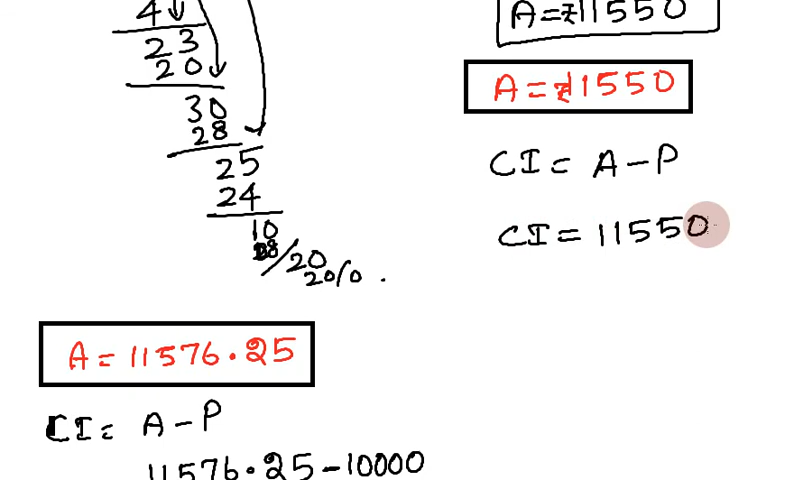 4
23
20
30
28
25
24
10
20
20/0 .
A = 11576.25
CI = A - P
11576.25 - 10000
A = ₹11550
A = ₹11550
CI = A - P
CI = 11550